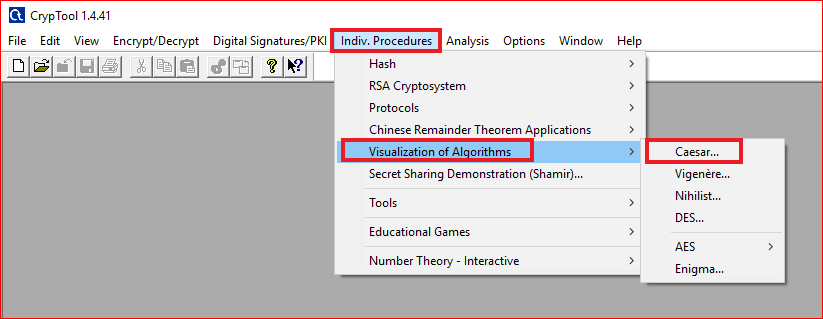 CrypTool 1.4.41
File Edit View Encrypt/Decrypt Digital Signatures/PKI Indiv. Procedures Analysis Options Window Help
Hash
RSA Cryptosystem
Protocols
Chinese Remainder Theorem Applications
Visualization of Algorithms
Secret Sharing Demonstration (Shamir)...
Tools
Educational Games
Number Theory - Interactive
Caesar...
Vigenère...
Nihilist...
DES...
AES
Enigma...